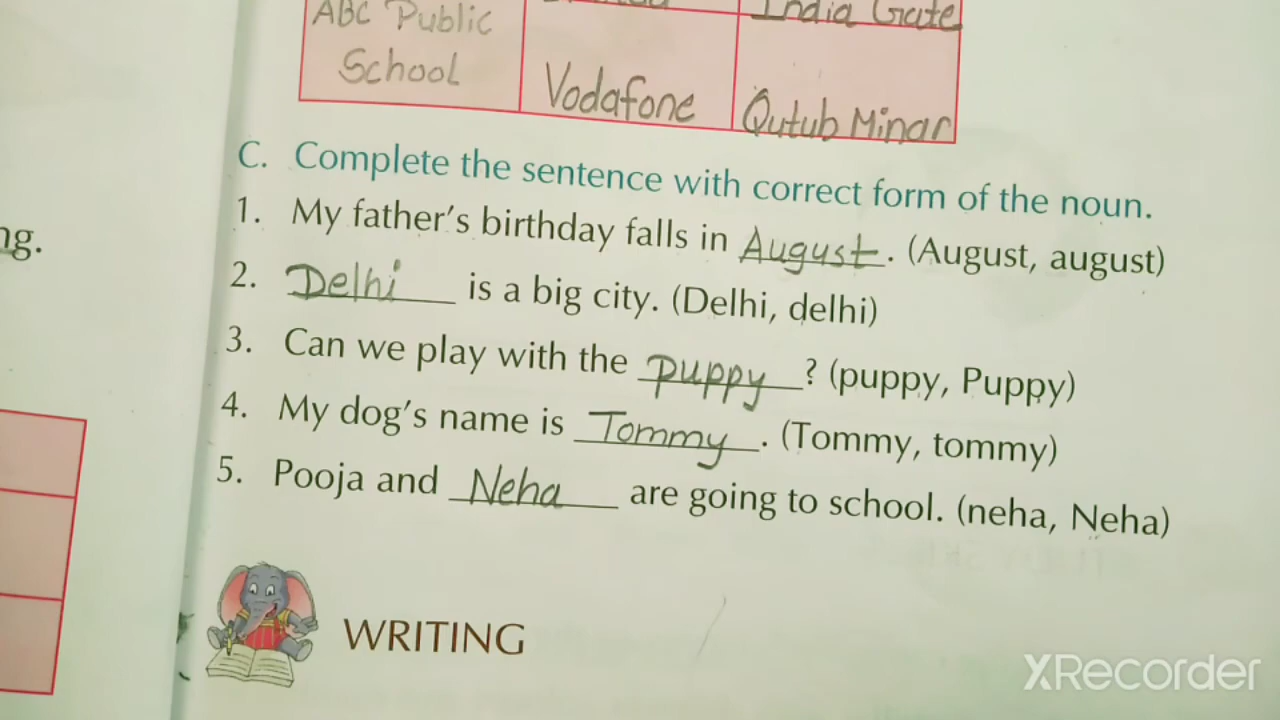 ABC Public
India Gate
School
Vodafone
Qutub Minar
C. Complete the sentence with correct form of the noun.
1. My father's birthday falls in August. (August, august)
ng.
2. Delhi is a big city. (Delhi, delhi)
3. Can we play with the puppy? (puppy, Puppy)
4. My dog's name is Tommy. (Tommy, tommy)
5. Pooja and Neha are going to school. (neha, Neha)
WRITING
XRecorder